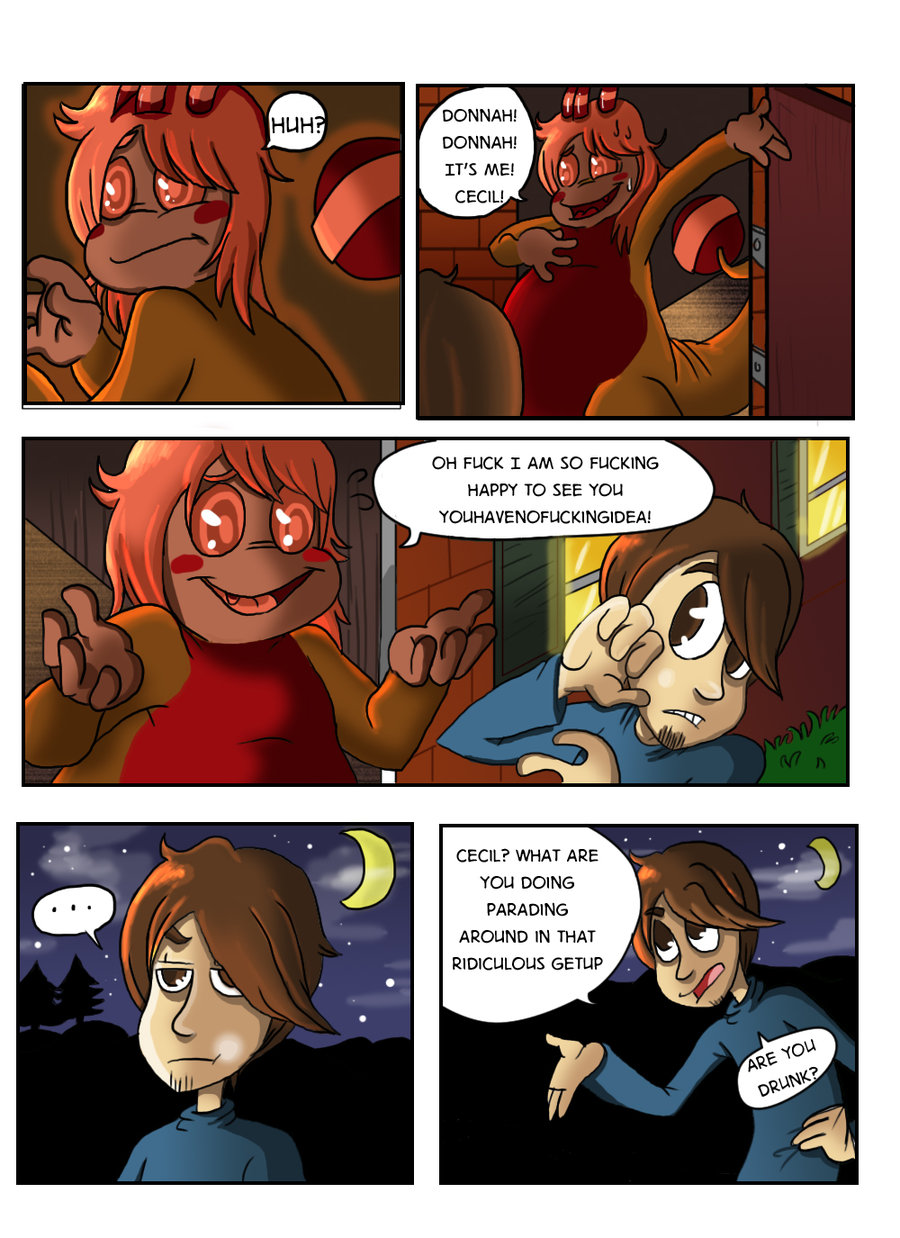 HUH?
DONNAH!
DONNAH!
IT'S ME!
CECIL!
OH FUCK I AM SO FUCKING
HAPPY TO SEE YOU
YOUHAVENOFUCKINGIDEA!
...
CECIL? WHAT ARE
YOU DOING
PARADING
AROUND IN THAT
RIDICULOUS GETUP
ARE YOU
DRUNK?